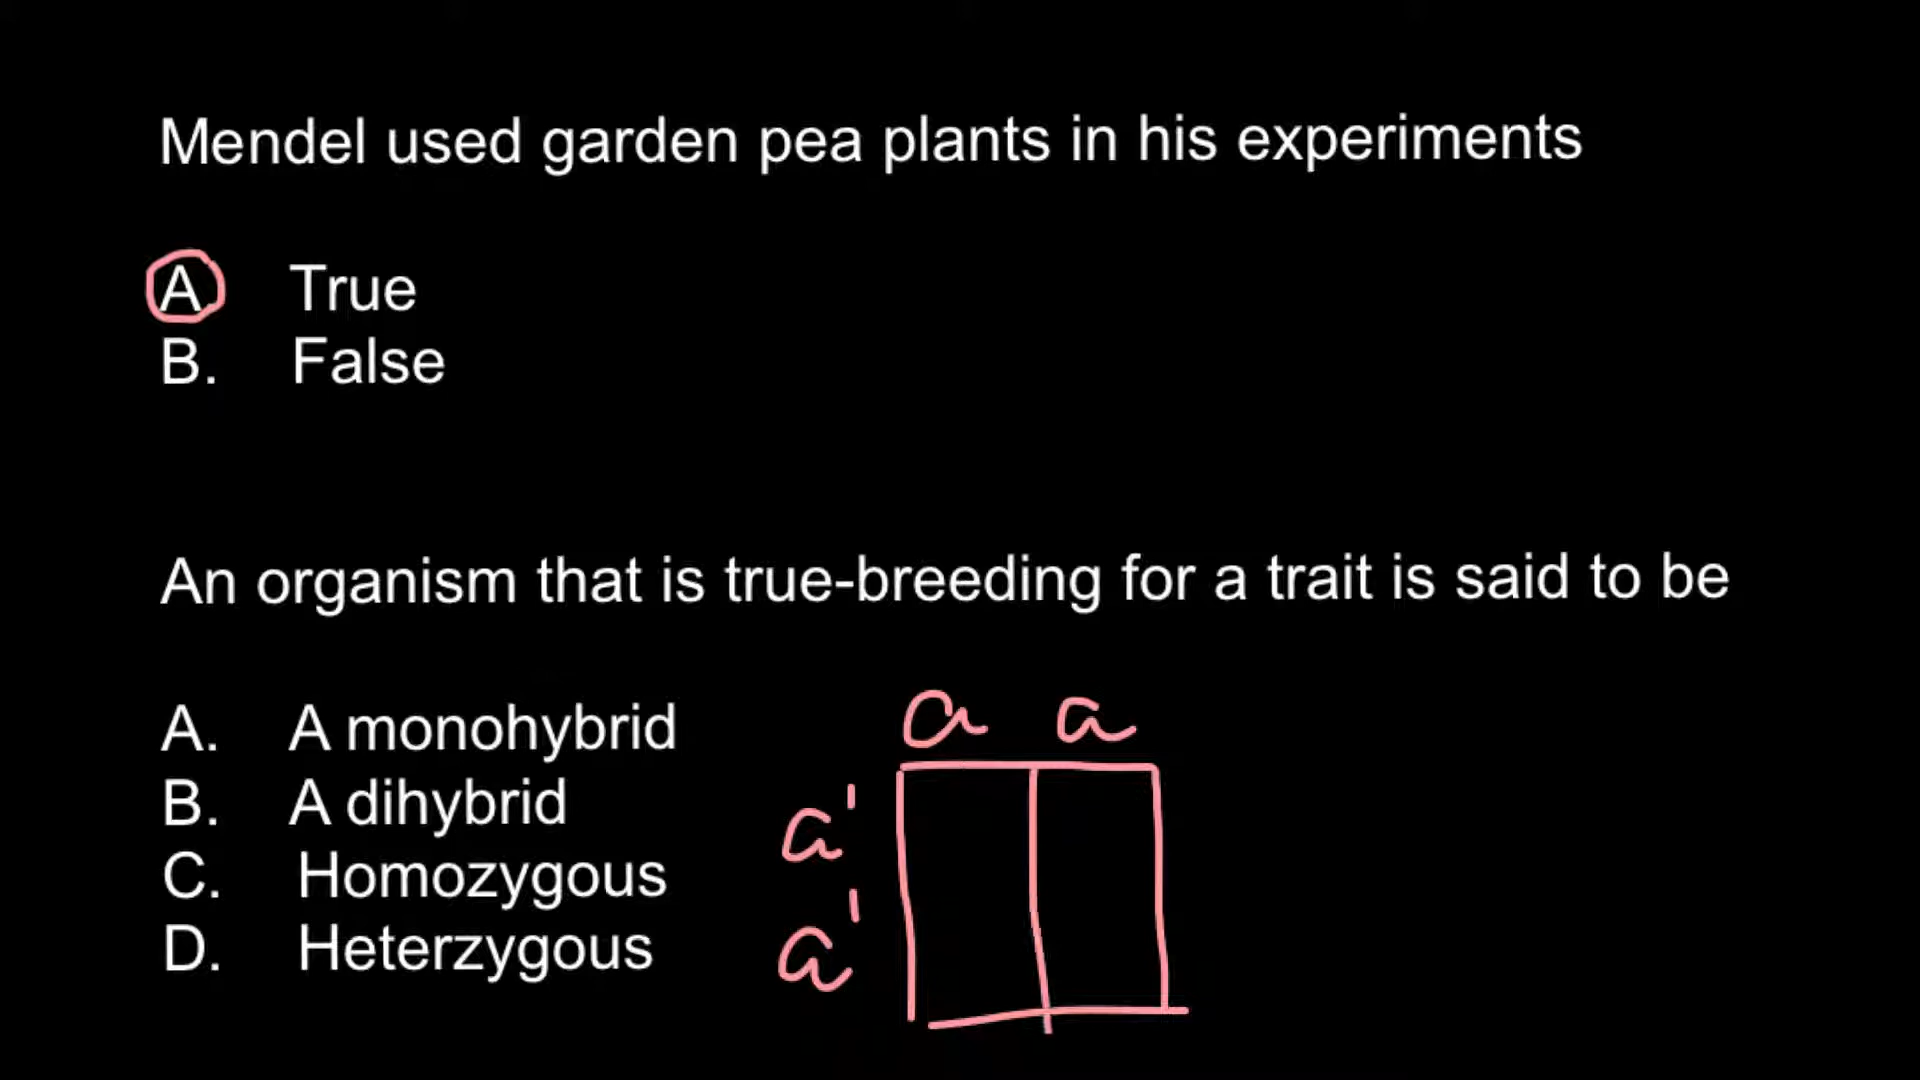 Mendel used garden pea plants in his experiments
A True
B. False
An organism that is true-breeding for a trait is said to be
A. A monohybrid
B. A dihybrid
C. Homozygous
D. Heterzygous
a a
a'
a'